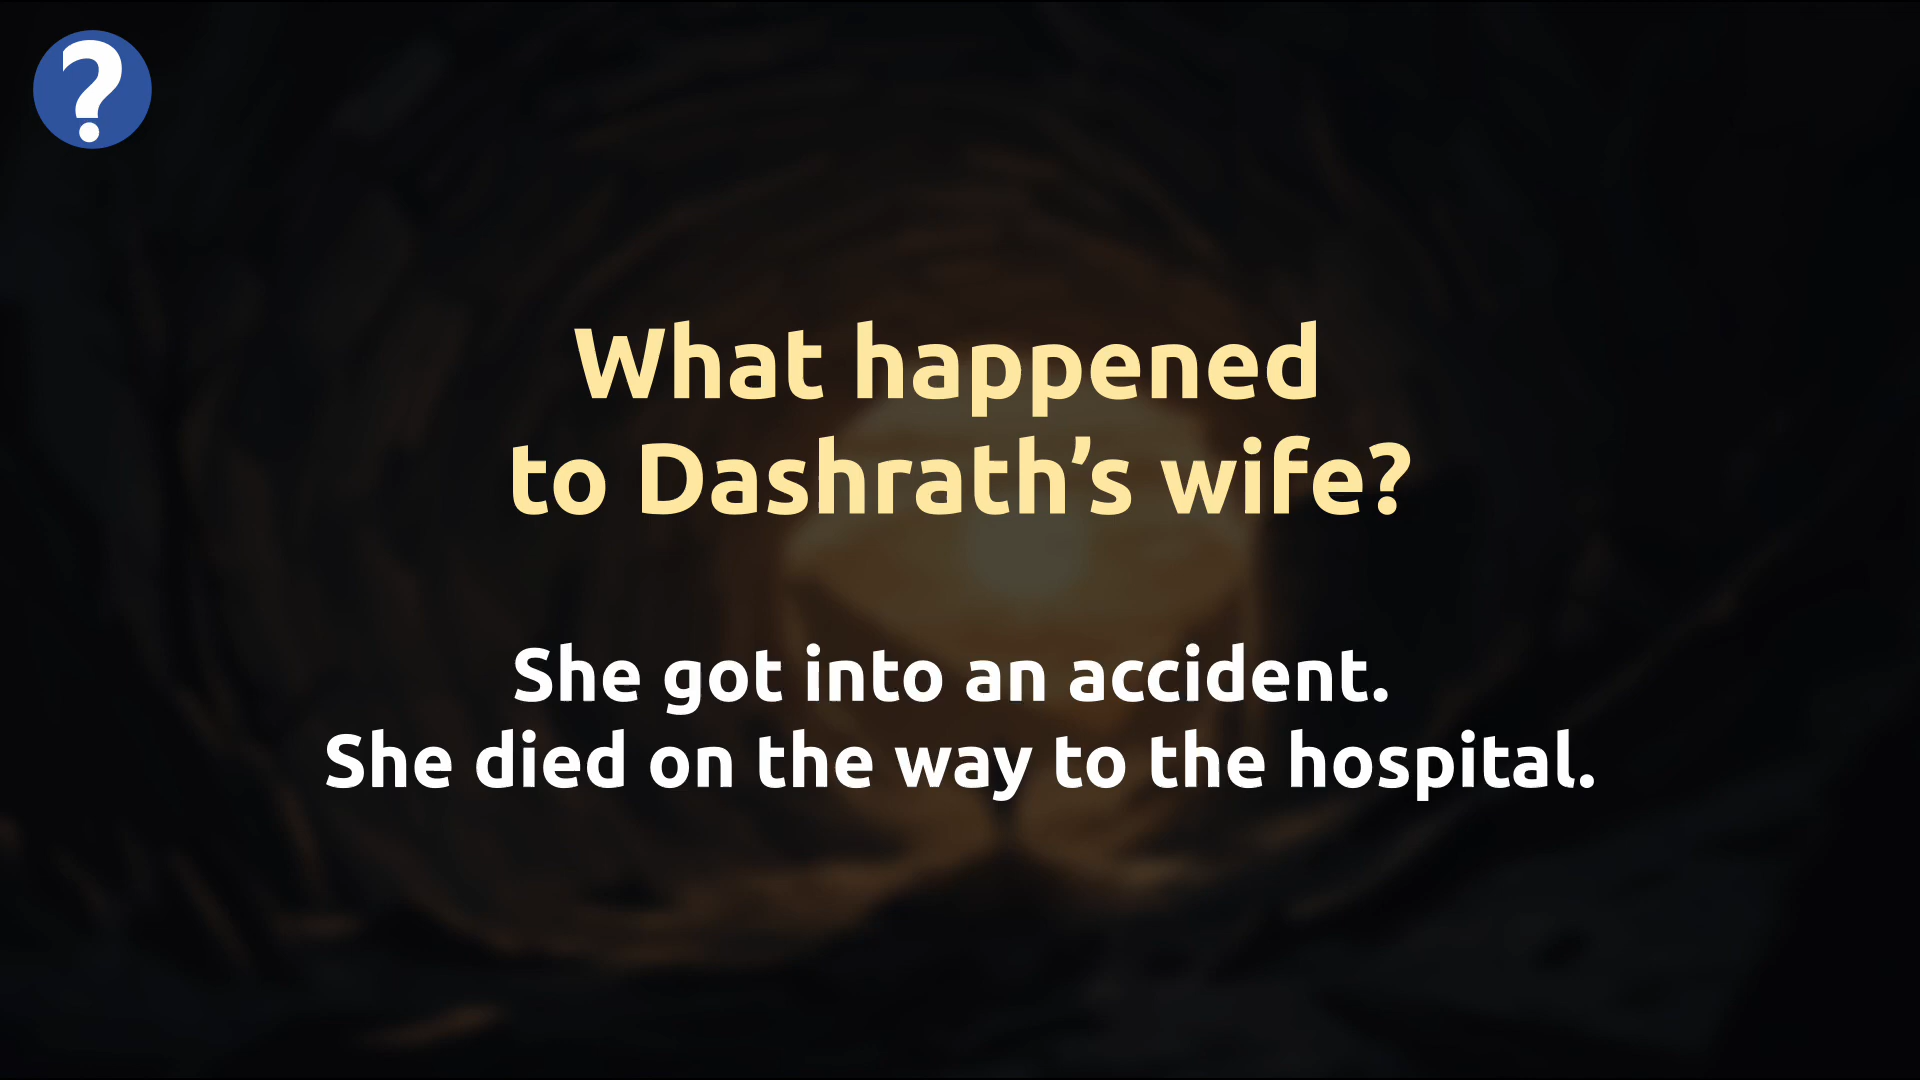 ?
What happened
to Dashrath’s wife?
She got into an accident.
She died on the way to the hospital.